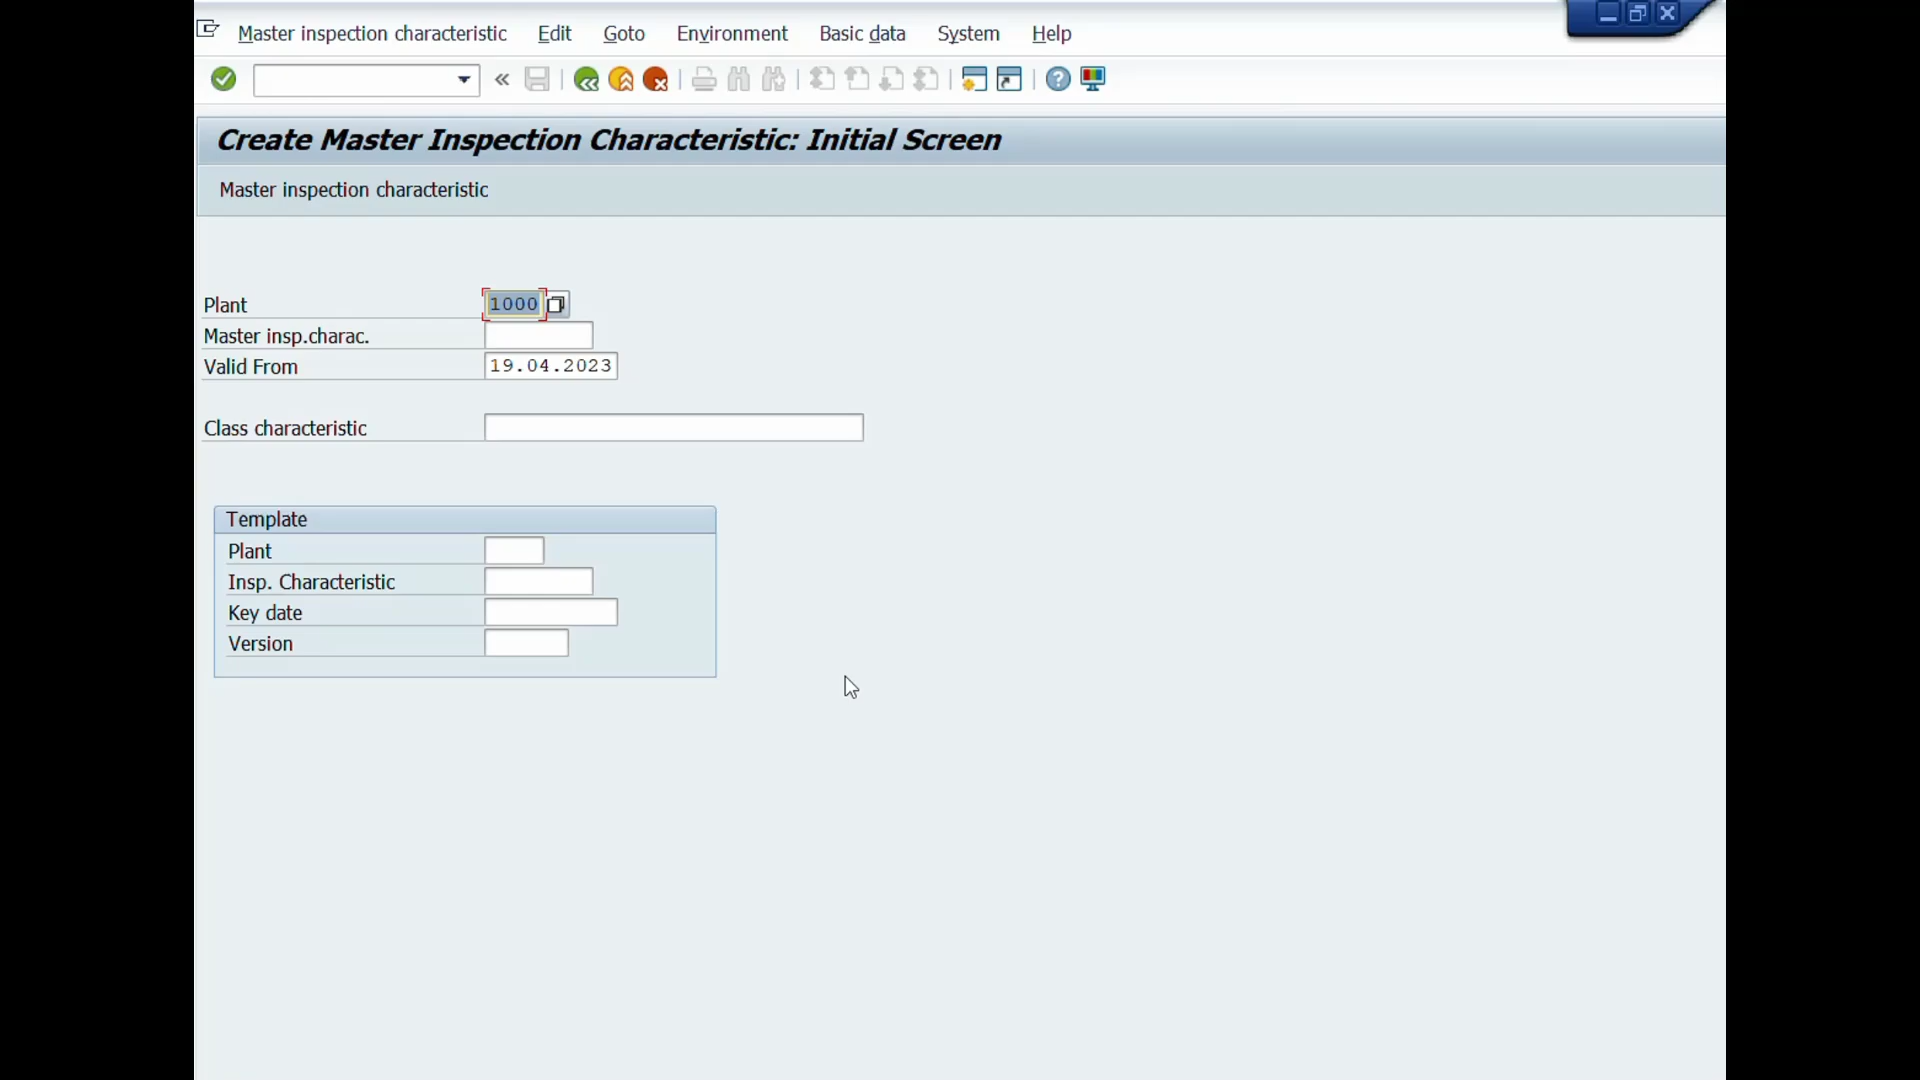 Master inspection characteristic Edit Goto Environment Basic data System Help
Create Master Inspection Characteristic: Initial Screen
Master inspection characteristic
Plant 1000
Master insp.charac.
Valid From 19.04.2023
Class characteristic
Template
Plant
Insp. Characteristic
Key date
Version